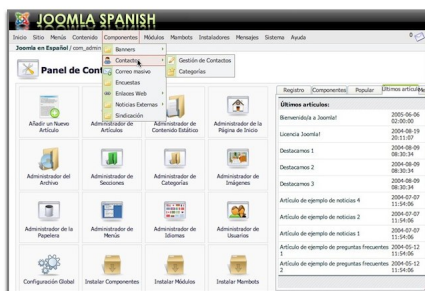 JOOMLA SPANISH
Inicio Sitio Menús Contenido Componentes Módulos Mambots Instaladores Mensajes Sistema Ayuda 0
Joomla en Español / com_admin
Banners
Contactos
Gestión de Contactos
Categorías
Correo masivo
Encuestas
Enlaces Web
Noticias Externas
Sindicación
Panel de Cont
Añadir un Nuevo Artículo
Administrador de Artículos
Administrador de Contenido Estático
Administrador de la Página de Inicio
Administrador del Archivo
Administrador de Secciones
Administrador de Categorías
Administrador de Imágenes
Administrador de la Papelera
Administrador de Menús
Administrador de Idiomas
Administrador de Usuarios
Configuración Global
Instalar Componentes
Instalar Módulos
Instalar Mambots
Registro Componentes Popular Últimos artículos
Últimos artículos:
Bienvenido/a a Joomla! 2005-06-06 02:00:00
Licencia Joomla! 2004-08-19 20:11:07
Destacamos 1 2004-08-09 08:30:34
Destacamos 2 2004-08-09 08:30:34
Destacamos 3 2004-08-09 08:30:34
Artículo de ejemplo de noticias 4 2004-07-07 11:54:06
Artículo de ejemplo de noticias 2 2004-07-07 11:54:06
Artículo de ejemplo de noticias 1 2004-07-07 11:54:06
Artículo de ejemplo de preguntas frecuentes 1 2004-05-12 11:54:06
Artículo de ejemplo de preguntas frecuentes 2 2004-05-12 11:54:06